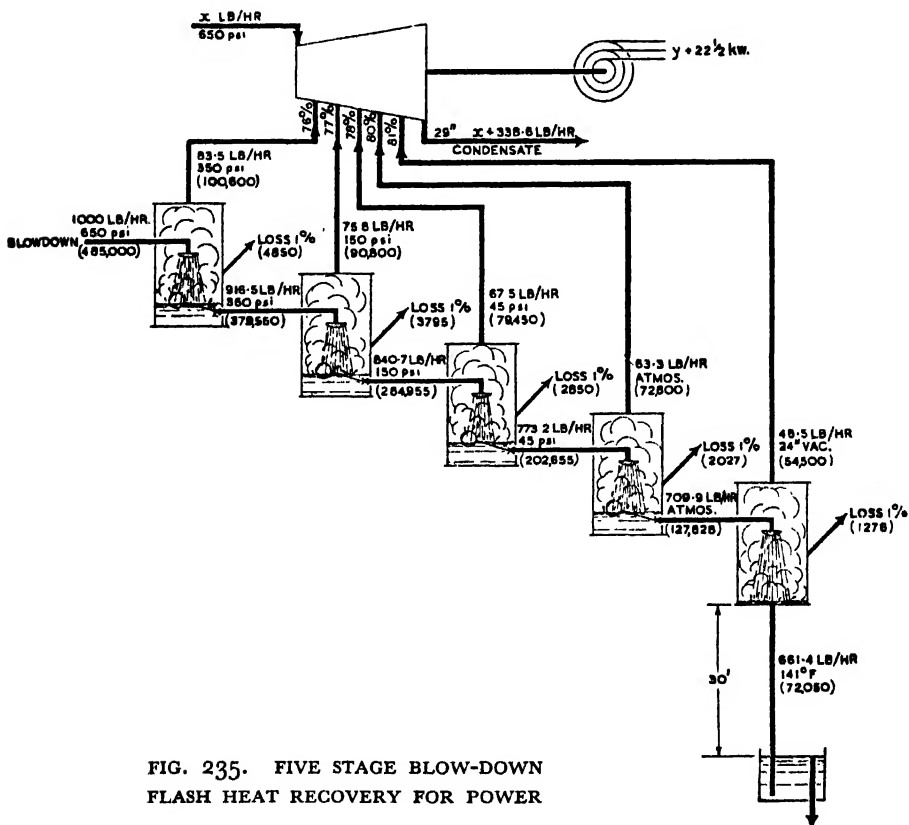 x LB/HR
650 psi
y + 22½ kw.
76%
77%
78%
80%
81%
29" x+338.6 LB/HR
CONDENSATE
83.5 LB/HR
350 psi
(100,600)
1000 LB/HR.
650 psi
BLOWDOWN
(485,000)
LOSS 1%
(4850)
75.8 LB/HR
150 psi
(90,800)
916.5 LB/HR
350 psi
(379,550)
LOSS 1%
(3795)
67.5 LB/HR
45 psi
(79,450)
840.7 LB/HR
150 psi
(284,955)
LOSS 1%
(2850)
63.3 LB/HR
ATMOS.
(72,800)
773.2 LB/HR
45 psi
(202,655)
LOSS 1%
(2027)
48.5 LB/HR
24" VAC.
(54,500)
709.9 LB/HR
ATMOS.
(127,828)
LOSS 1%
(1278)
30'
661.4 LB/HR
141°F
(72,050)
FIG. 235. FIVE STAGE BLOW-DOWN
FLASH HEAT RECOVERY FOR POWER